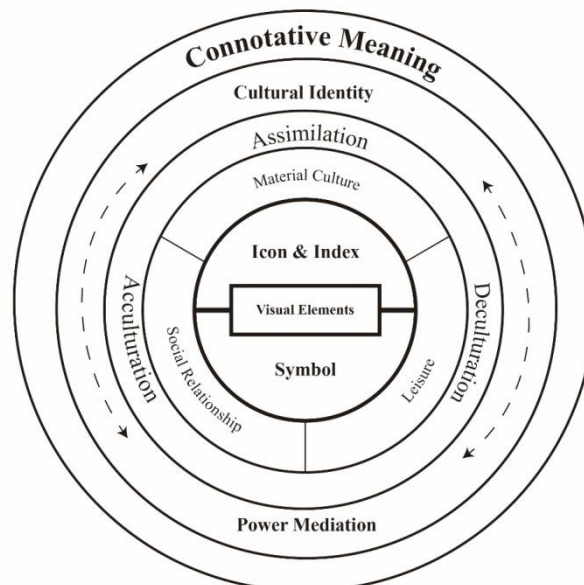 Connotative Meaning
Cultural Identity
Assimilation
Material Culture
Icon & Index
Visual Elements
Symbol
Acculturation
Social Relationship
Leisure
Deculturation
Power Mediation